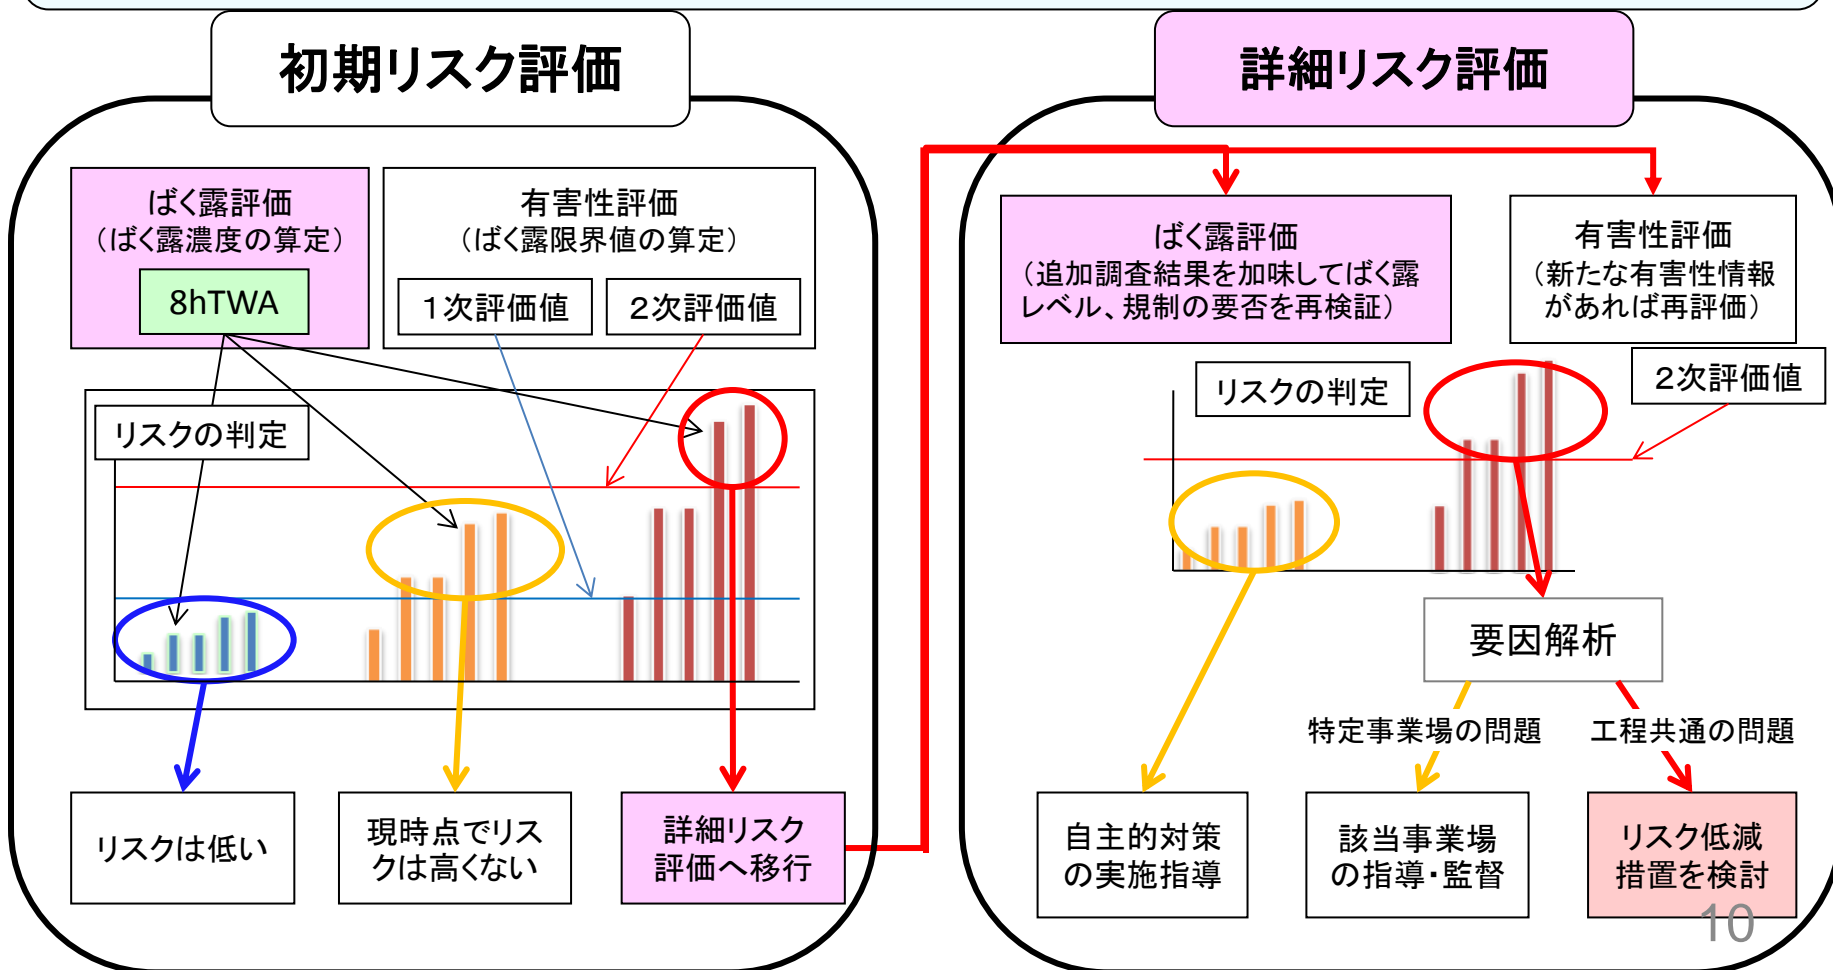 初期リスク評価
ばく露評価
（ばく露濃度の算定）
8hTWA
有害性評価
（ばく露限界値の算定）
１次評価値
２次評価値
リスクの判定
リスクは低い
現時点でリス
クは高くない
詳細リスク
評価へ移行
詳細リスク評価
ばく露評価
（追加調査結果を加味してばく露
レベル、規制の要否を再検証）
有害性評価
（新たな有害性情報
があれば再評価）
リスクの判定
２次評価値
要因解析
特定事業場の問題
工程共通の問題
自主的対策
の実施指導
該当事業場
の指導・監督
リスク低減
措置を検討
10